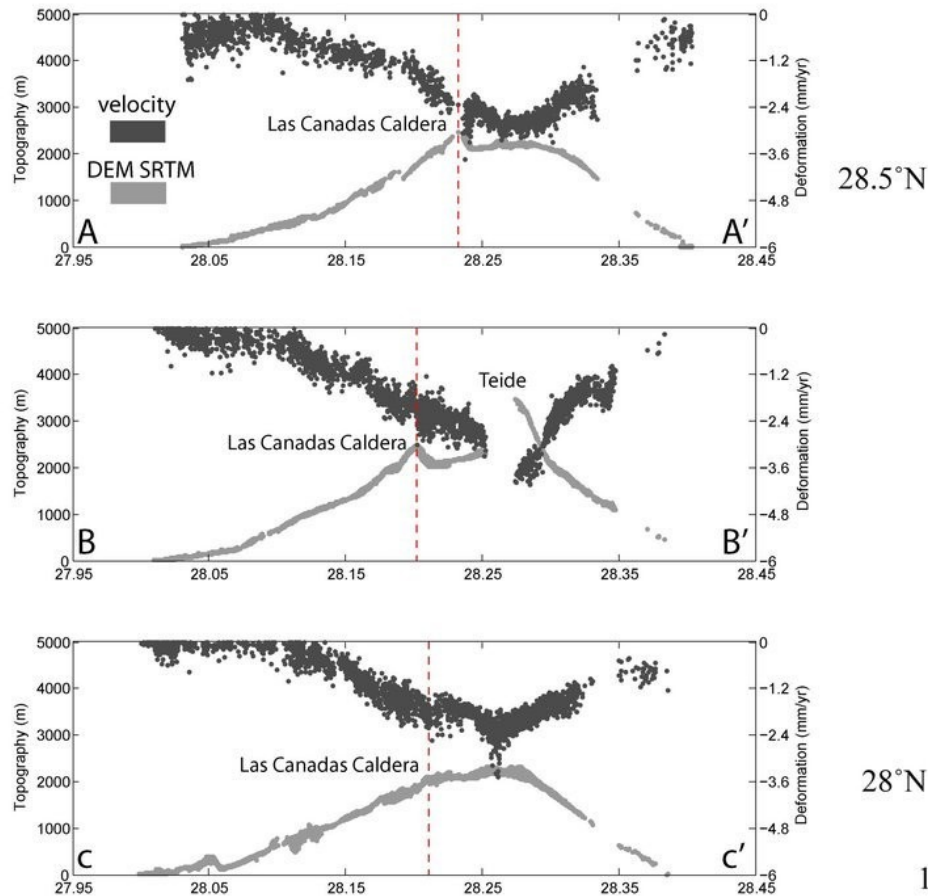 5000
4000
3000
2000
1000
0
Topography (m)
velocity
DEM SRTM
Las Canadas Caldera
A
A'
0
−1.2
−2.4
−3.6
−4.8
−6
Deformation (mm/yr)
27.95
28.05
28.15
28.25
28.35
28.45
28.5°N
5000
4000
3000
2000
1000
0
Topography (m)
Teide
Las Canadas Caldera
B
B'
0
−1.2
−2.4
−3.6
−4.8
−6
Deformation (mm/yr)
27.95
28.05
28.15
28.25
28.35
28.45
5000
4000
3000
2000
1000
0
Topography (m)
Las Canadas Caldera
c
c'
0
−1.2
−2.4
−3.6
−4.8
−6
Deformation (mm/yr)
27.95
28.05
28.15
28.25
28.35
28.45
28°N
1